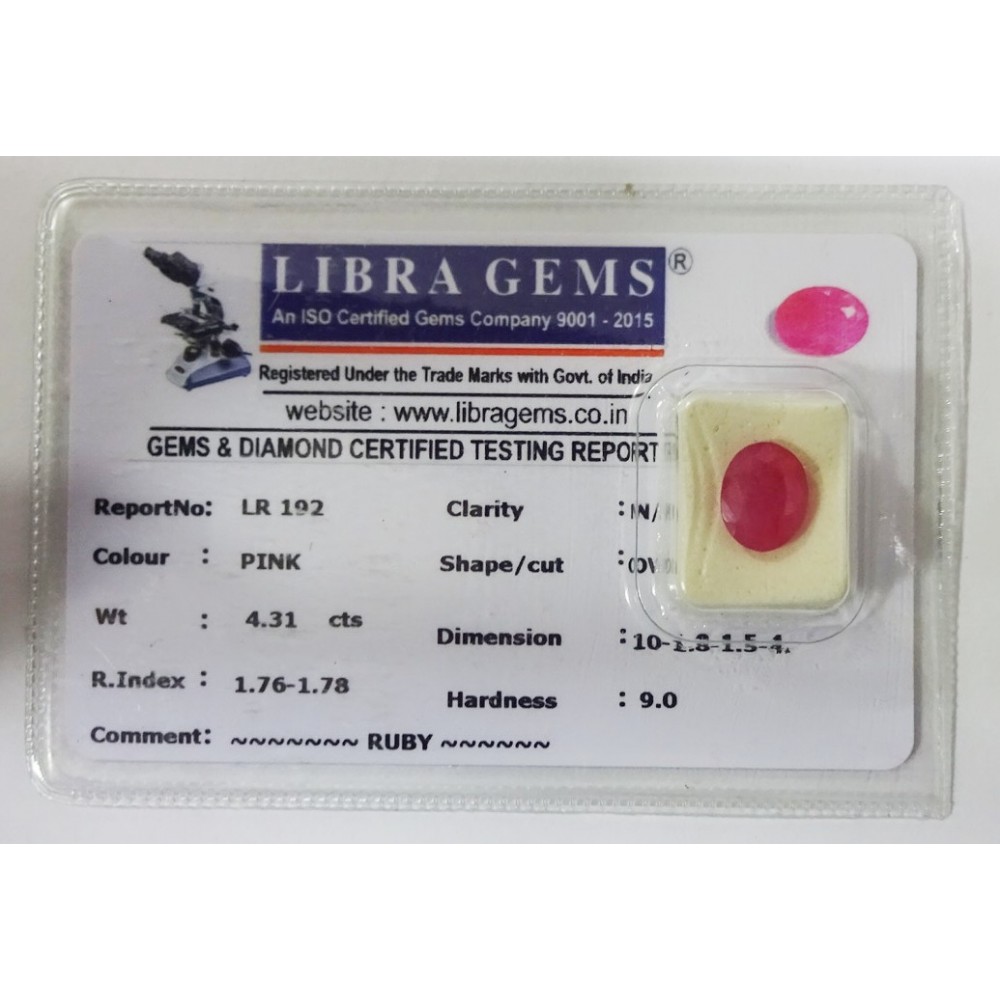 LIBRA GEMS ®
An ISO Certified Gems Company 9001 - 2015
Registered Under the Trade Marks with Govt. of India
website : www.libragems.co.in
GEMS & DIAMOND CERTIFIED TESTING REPORT
ReportNo: LR 192
Clarity :
Colour : PINK
Shape/cut :
Wt : 4.31 cts
Dimension :
R.Index : 1.76-1.78
Hardness : 9.0
Comment: ~~~~~~~ RUBY ~~~~~~